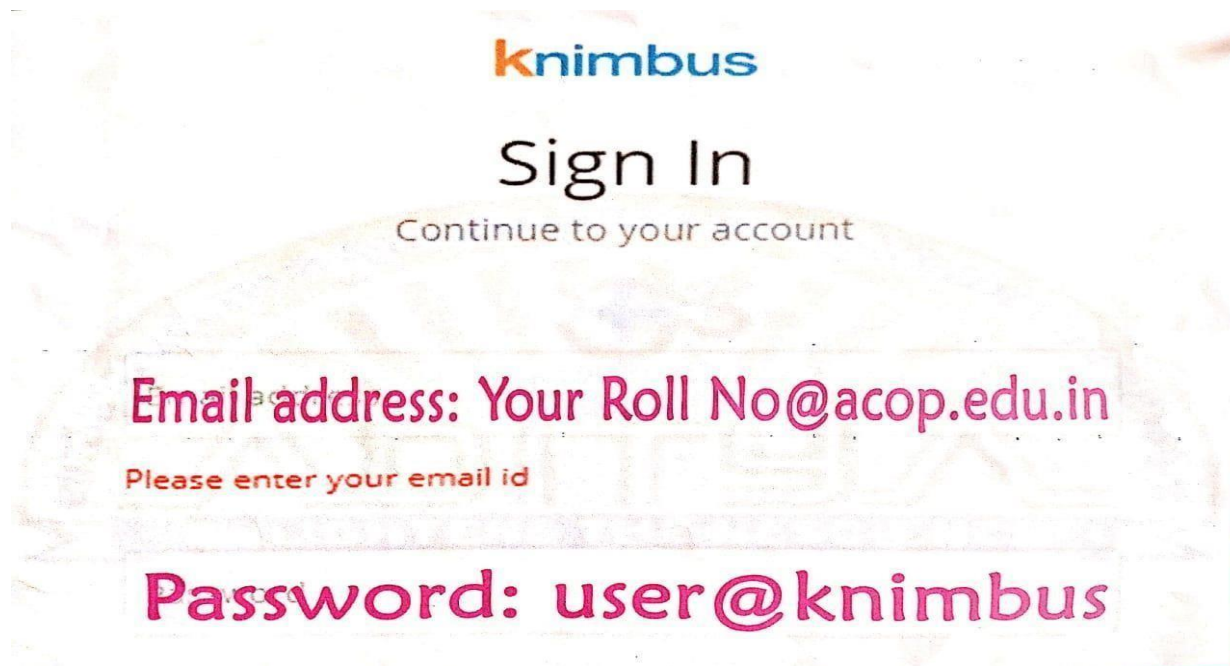 knimbus
Sign In
Continue to your account
Email address: Your Roll No@acop.edu.in
Please enter your email id
Password: user@knimbus